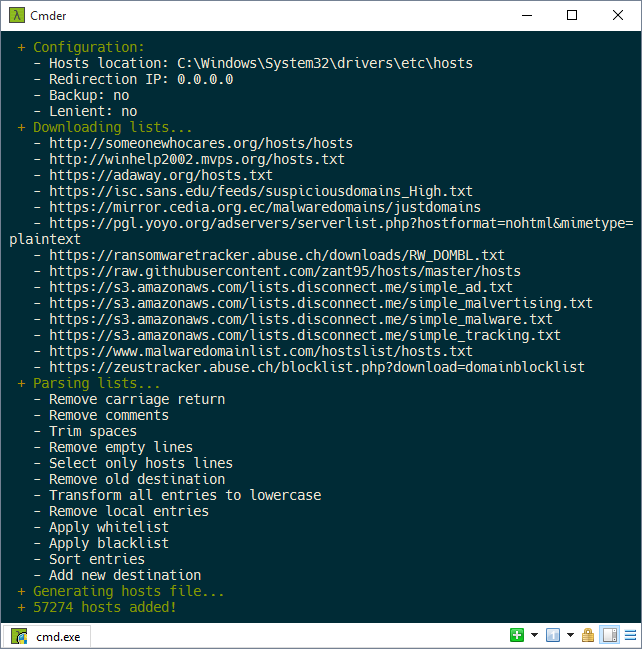 Cmder
+ Configuration:
- Hosts location: C:\Windows\System32\drivers\etc\hosts
- Redirection IP: 0.0.0.0
- Backup: no
- Lenient: no
+ Downloading lists...
- http://someonewhocares.org/hosts/hosts
- http://winhelp2002.mvps.org/hosts.txt
- https://adaway.org/hosts.txt
- https://isc.sans.edu/feeds/suspiciousdomains_High.txt
- https://mirror.cedia.org.ec/malwaredomains/justdomains
- https://pgl.yoyo.org/adservers/serverlist.php?hostformat=nohtml&mimetype=
plaintext
- https://ransomwaretracker.abuse.ch/downloads/RW_DOMBL.txt
- https://raw.githubusercontent.com/zant95/hosts/master/hosts
- https://s3.amazonaws.com/lists.disconnect.me/simple_ad.txt
- https://s3.amazonaws.com/lists.disconnect.me/simple_malvertising.txt
- https://s3.amazonaws.com/lists.disconnect.me/simple_malware.txt
- https://s3.amazonaws.com/lists.disconnect.me/simple_tracking.txt
- https://www.malwaredomainlist.com/hostslist/hosts.txt
- https://zeustracker.abuse.ch/blocklist.php?download=domainblocklist
+ Parsing lists...
- Remove carriage return
- Remove comments
- Trim spaces
- Remove empty lines
- Select only hosts lines
- Remove old destination
- Transform all entries to lowercase
- Remove local entries
- Apply whitelist
- Apply blacklist
- Sort entries
- Add new destination
+ Generating hosts file...
+ 57274 hosts added!
cmd.exe